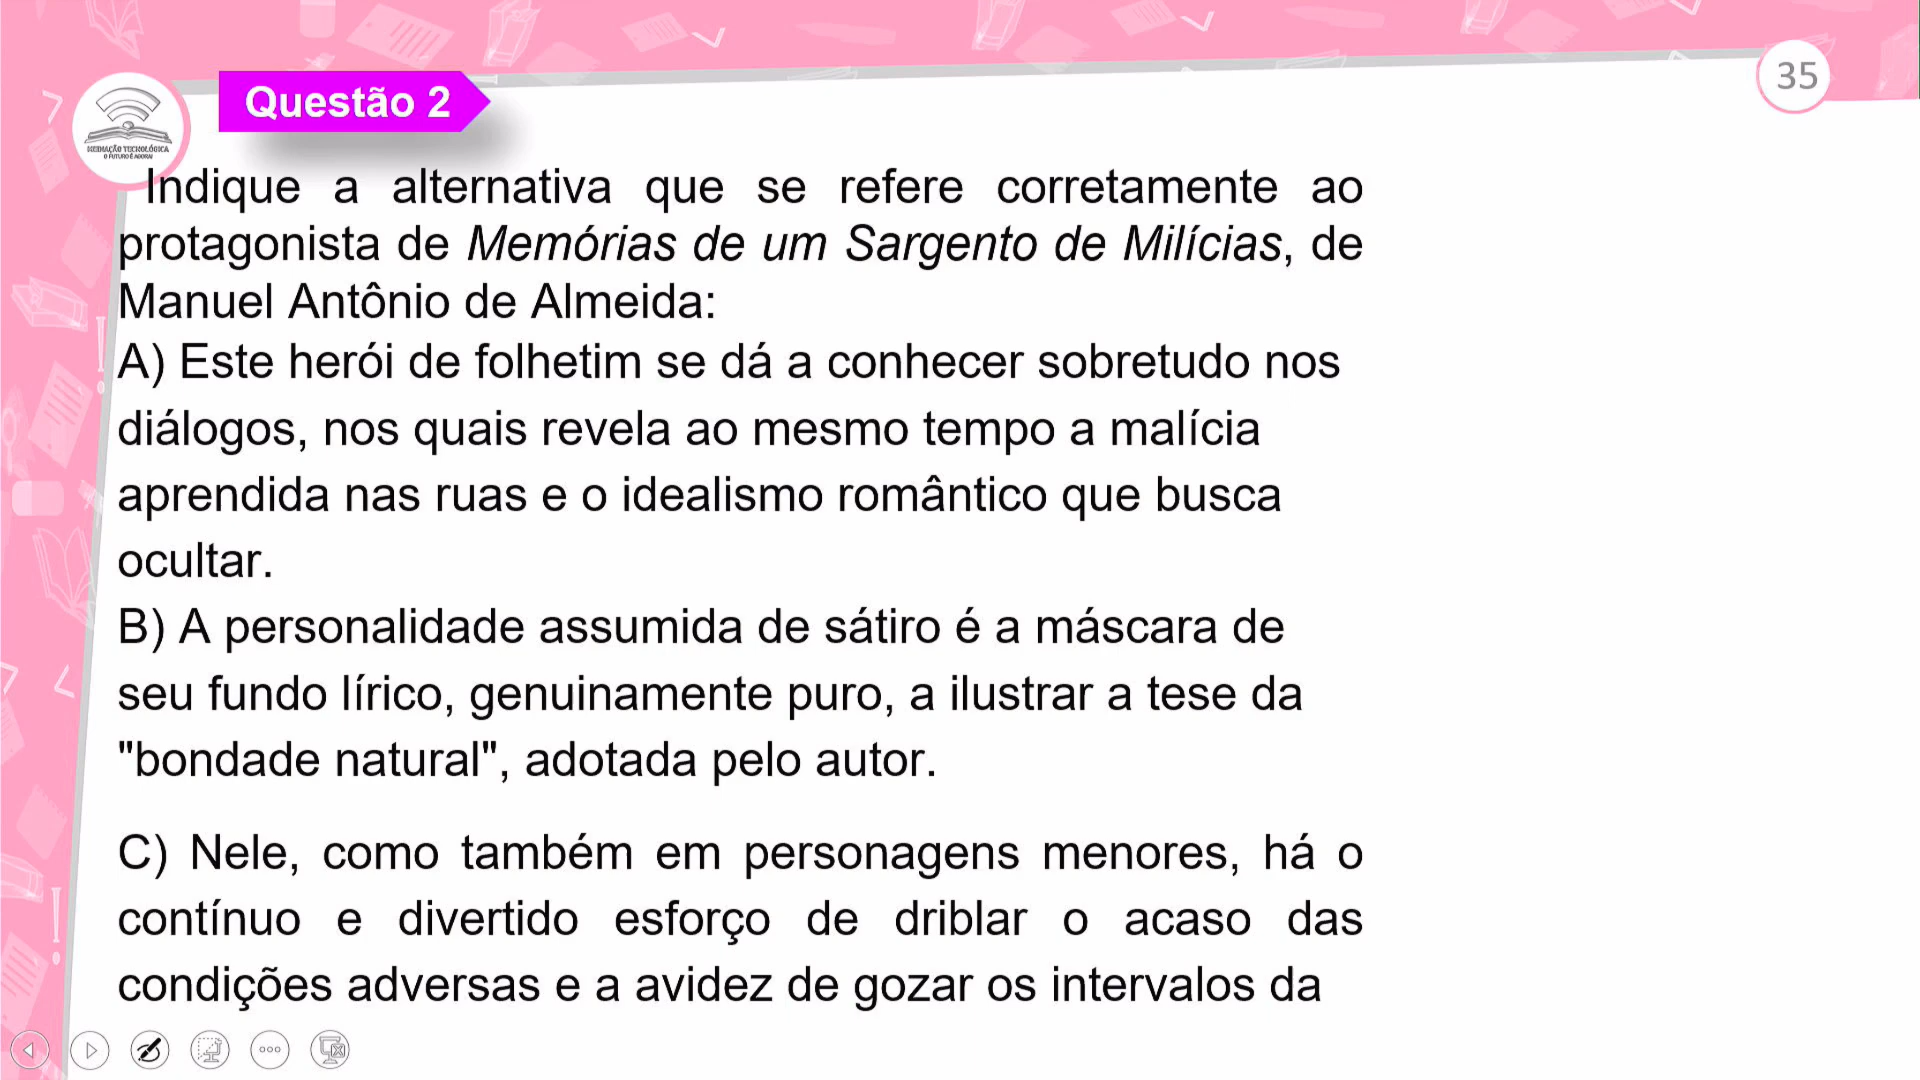 35
Questão 2
MEDIAÇÃO TECNOLÓGICA
O FUTURO É AGORA!
Indique a alternativa que se refere corretamente ao
protagonista de Memórias de um Sargento de Milícias, de
Manuel Antônio de Almeida:
A) Este herói de folhetim se dá a conhecer sobretudo nos
diálogos, nos quais revela ao mesmo tempo a malícia
aprendida nas ruas e o idealismo romântico que busca
ocultar.
B) A personalidade assumida de sátiro é a máscara de
seu fundo lírico, genuinamente puro, a ilustrar a tese da
"bondade natural", adotada pelo autor.
C) Nele, como também em personagens menores, há o
contínuo e divertido esforço de driblar o acaso das
condições adversas e a avidez de gozar os intervalos da